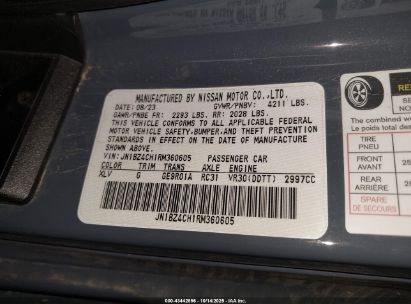 MANUFACTURED BY NISSAN MOTOR CO.,LTD.
DATE: 08/23 GVWR/PNBV: 4211 LBS.
GAWR/PNBE FR: 2283 LBS. RR: 2028 LBS.
THIS VEHICLE CONFORMS TO ALL APPLICABLE FEDERAL
MOTOR VEHICLE SAFETY, BUMPER, AND THEFT PREVENTION
STANDARDS IN EFFECT ON THE DATE OF MANUFACTURE
SHOWN ABOVE.
VIN: JN1BZ4CH1RM360605 PASSENGER CAR
COLOR TRIM TRANS AXLE ENGINE
XLV G RC31 VR30(DDTT) 2997CC
JN1BZ4CH1RM360605
The combined
Le poids total
TIRE
PNEU
FRONT
AVANT
REAR
ARRIÈRE
SPARE
DE SECOURS